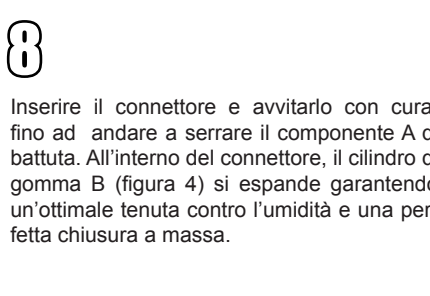 8
Inserire il connettore e avvitarlo con cura
fino ad andare a serrare il componente A d
battuta. All'interno del connettore, il cilindro d
gomma B (figura 4) si espande garantendo
un'ottimale tenuta contro l'umidità e una per
fetta chiusura a massa.